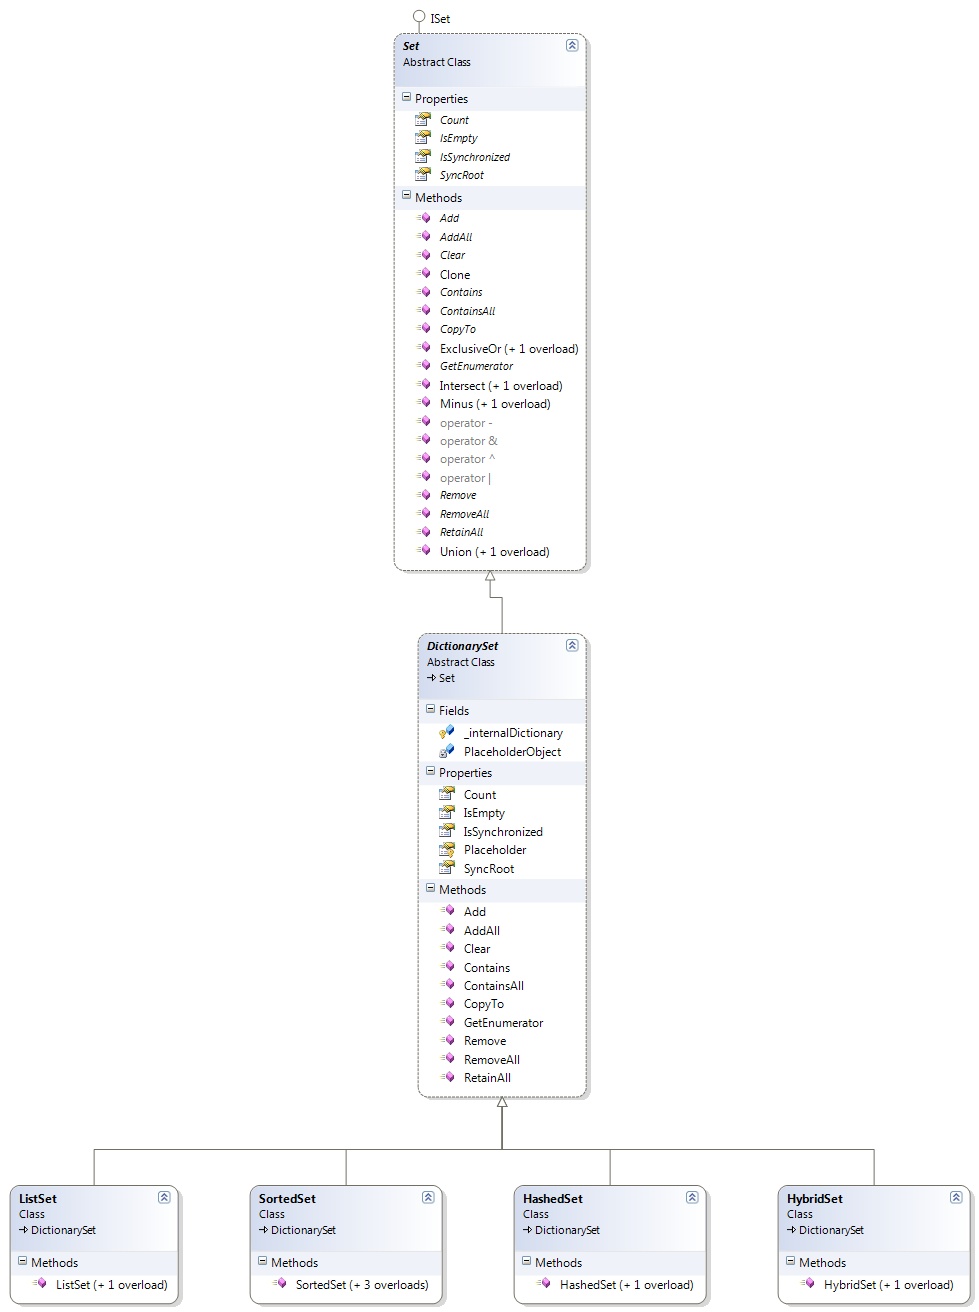 ISet
Set
Abstract Class
Properties
Count
IsEmpty
IsSynchronized
SyncRoot
Methods
Add
AddAll
Clear
Clone
Contains
ContainsAll
CopyTo
ExclusiveOr (+ 1 overload)
GetEnumerator
Intersect (+ 1 overload)
Minus (+ 1 overload)
operator -
operator &
operator ^
operator |
Remove
RemoveAll
RetainAll
Union (+ 1 overload)
DictionarySet
Abstract Class
Set
Fields
_internalDictionary
PlaceholderObject
Properties
Count
IsEmpty
IsSynchronized
Placeholder
SyncRoot
Methods
Add
AddAll
Clear
Contains
ContainsAll
CopyTo
GetEnumerator
Remove
RemoveAll
RetainAll
ListSet
Class
DictionarySet
Methods
ListSet (+ 1 overload)
SortedSet
Class
DictionarySet
Methods
SortedSet (+ 3 overloads)
HashedSet
Class
DictionarySet
Methods
HashedSet (+ 1 overload)
HybridSet
Class
DictionarySet
Methods
HybridSet (+ 1 overload)